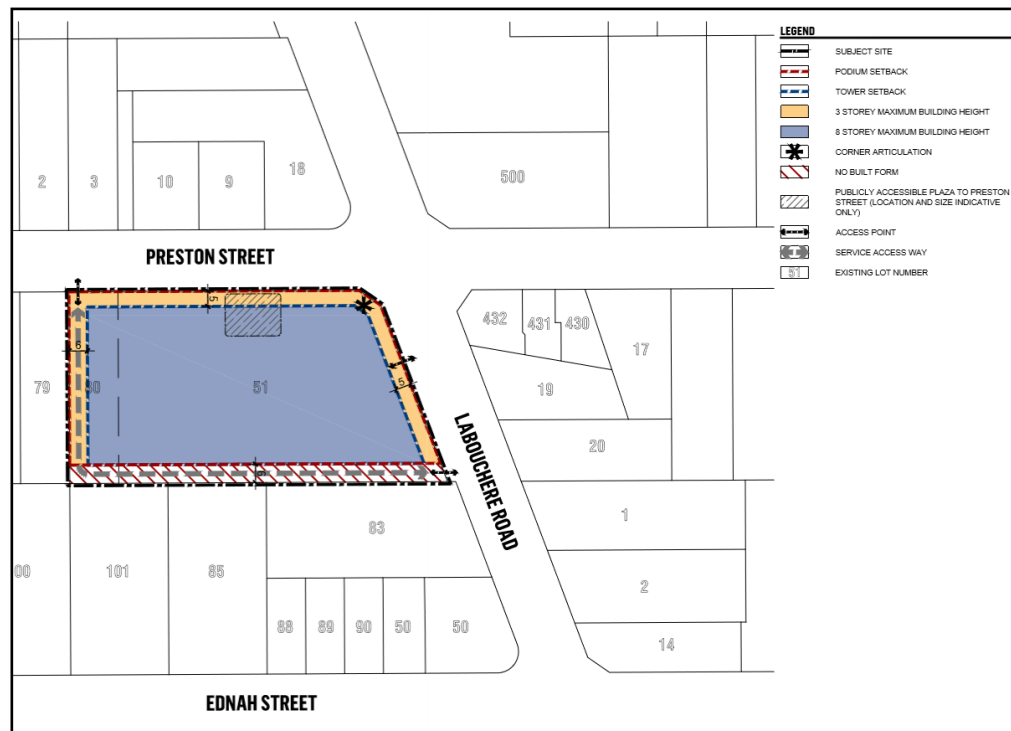 LEGEND
SUBJECT SITE
PODIUM SETBACK
TOWER SETBACK
3 STOREY MAXIMUM BUILDING HEIGHT
8 STOREY MAXIMUM BUILDING HEIGHT
CORNER ARTICULATION
NO BUILT FORM
PUBLICLY ACCESSIBLE PLAZA TO PRESTON
STREET (LOCATION AND SIZE INDICATIVE
ONLY)
ACCESS POINT
SERVICE ACCESS WAY
51 EXISTING LOT NUMBER
2
3
10
9
18
500
PRESTON STREET
5
6
79
51
5
6
432
431
430
17
19
20
LABOUCHERE ROAD
83
00
101
85
88
89
90
50
50
1
2
14
EDNAH STREET